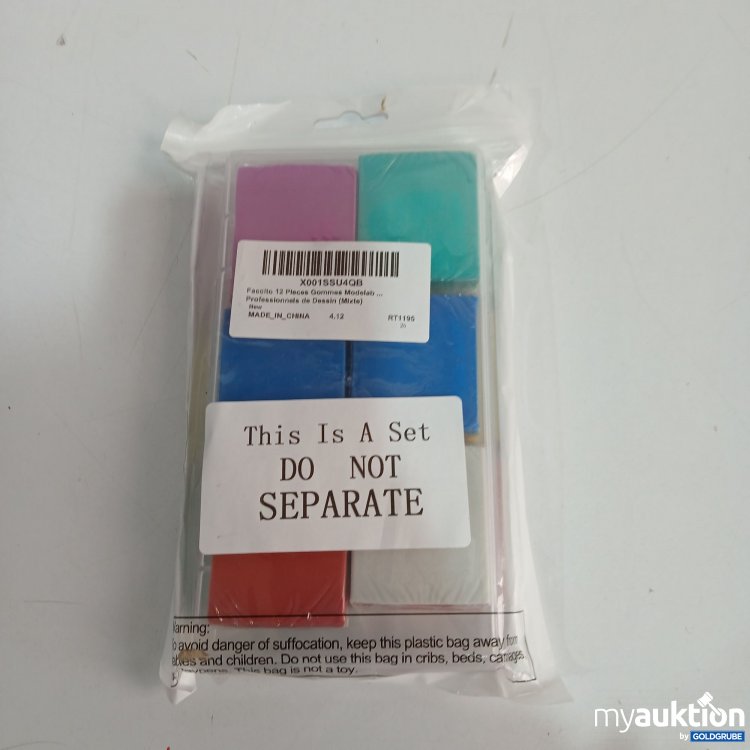 X001SSU4QB
Faccito 12 Pieces Gommes Modelab ...
Professionnels de Dessin (Mixte)
New
MADE_IN_CHINA 4.12 RT1195
This Is A Set
DO NOT
SEPARATE
arning:
avoid danger of suffocation, keep this plastic bag away from
and children. Do not use this bag in cribs, beds, carriages
This bag is not a toy.
myauktion
by GOLDGRUBE